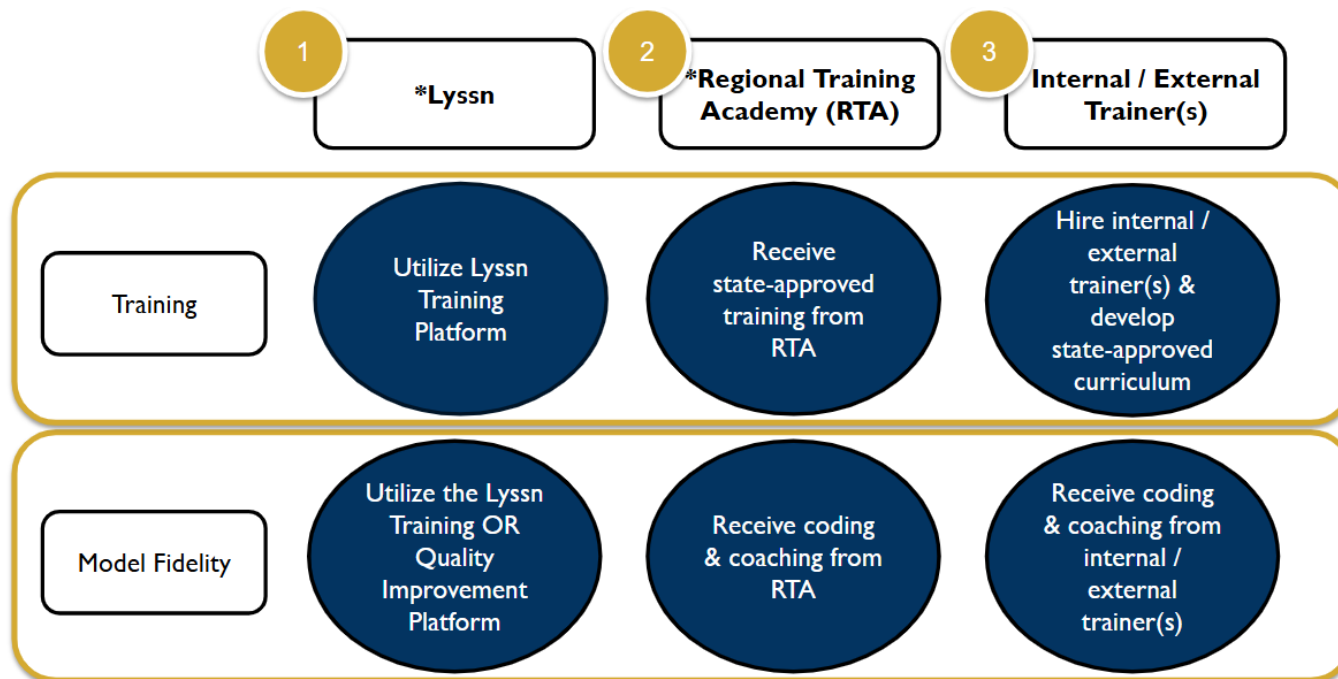 1
*Lyssn
2
*Regional Training
Academy (RTA)
3
Internal / External
Trainer(s)
Training
Utilize Lyssn
Training
Platform
Receive
state-approved
training from
RTA
Hire internal /
external
trainer(s) &
develop
state-approved
curriculum
Model Fidelity
Utilize the Lyssn
Training OR
Quality
Improvement
Platform
Receive coding
& coaching from
RTA
Receive coding
& coaching from
internal /
external
trainer(s)